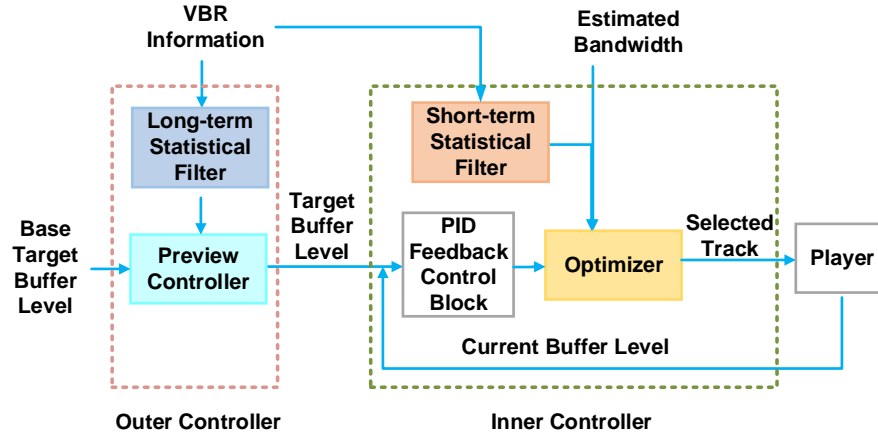 VBR
Information
Estimated
Bandwidth
Long-term
Statistical
Filter
Short-term
Statistical
Filter
Base
Target
Buffer
Level
Preview
Controller
Target
Buffer
Level
PID
Feedback
Control
Block
Optimizer
Selected
Track
Player
Current Buffer Level
Outer Controller
Inner Controller